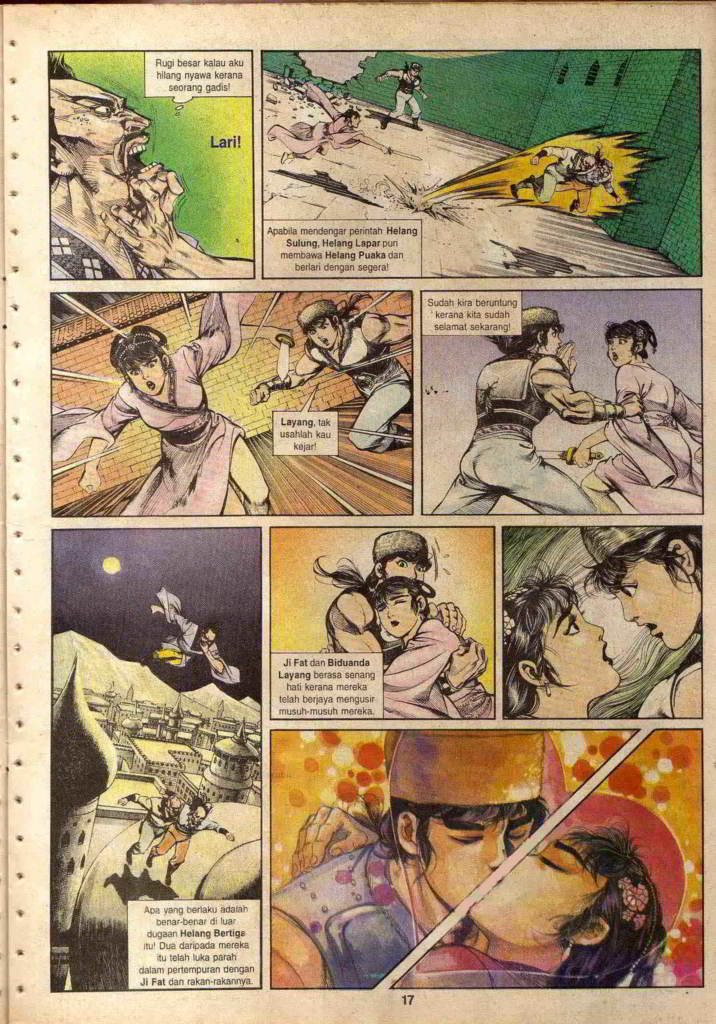 Rugi besar kalau aku
hilang nyawa kerana
seorang gadis!
Lari!
Apabila mendengar perintah Helang
Sulung, Helang Lapar pun
membawa Helang Puaka dan
berlari dengan segera!
Layang, tak
usahlah kau
kejar!
Sudah kira beruntung
kerana kita sudah
selamat sekarang!
Apa yang berlaku adalah
benar-benar di luar
dugaan Helang Bertiga
itu! Dua daripada mereka
itu telah luka parah
dalam pertempuran dengan
Ji Fat dan rakan-rakannya.
Ji Fat dan Biduanda
Layang berasa senang
hati kerana mereka
telah berjaya mengusir
musuh-musuh mereka.
17